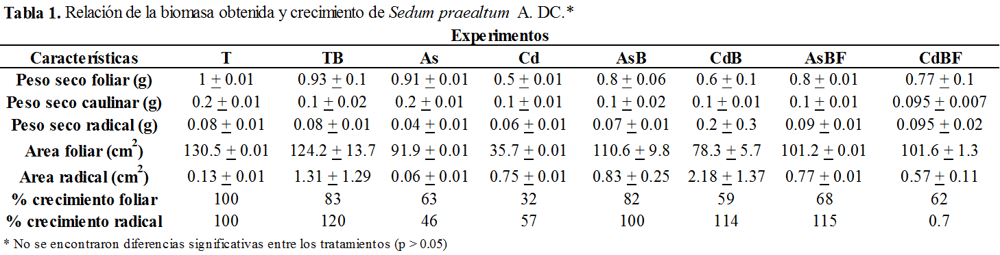 Tabla 1. Relación de la biomasa obtenida y crecimiento de Sedum praealtum A. DC.*
Experimentos
Características T TB As Cd AsB CdB AsBF CdBF
Peso seco foliar (g) 1 ± 0.01 0.93 ± 0.1 0.91 ± 0.01 0.5 ± 0.01 0.8 ± 0.06 0.6 ± 0.1 0.8 ± 0.01 0.77 ± 0.1
Peso seco caulinar (g) 0.2 ± 0.01 0.1 ± 0.02 0.2 ± 0.01 0.1 ± 0.01 0.1 ± 0.02 0.1 ± 0.01 0.1 ± 0.01 0.095 ± 0.007
Peso seco radical (g) 0.08 ± 0.01 0.08 ± 0.01 0.04 ± 0.01 0.06 ± 0.01 0.07 ± 0.01 0.2 ± 0.3 0.09 ± 0.01 0.095 ± 0.02
Area foliar (cm²) 130.5 ± 0.01 124.2 ± 13.7 91.9 ± 0.01 35.7 ± 0.01 110.6 ± 9.8 78.3 ± 5.7 101.2 ± 0.01 101.6 ± 1.3
Area radical (cm²) 0.13 ± 0.01 1.31 ± 1.29 0.06 ± 0.01 0.75 ± 0.01 0.83 ± 0.25 2.18 ± 1.37 0.77 ± 0.01 0.57 ± 0.11
% crecimiento foliar 100 83 63 32 82 59 68 62
% crecimiento radical 100 120 46 57 100 114 115 0.7
* No se encontraron diferencias significativas entre los tratamientos (p > 0.05)